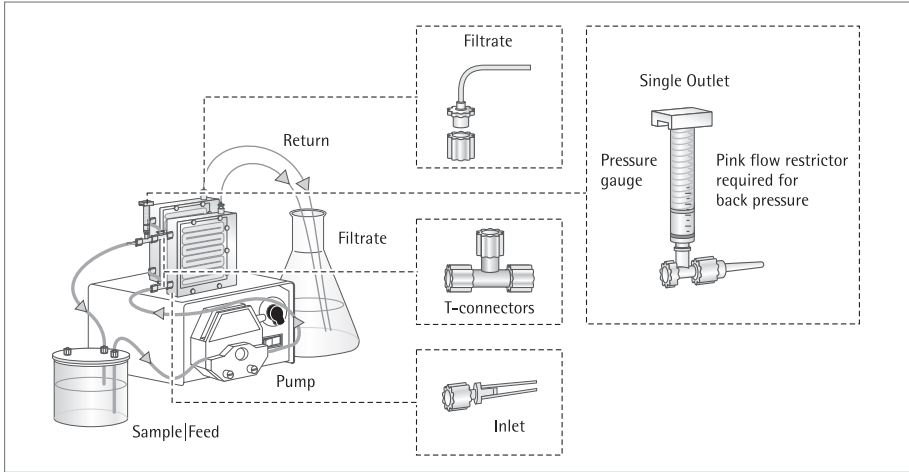 Filtrate
Single Outlet
Return
Pressure
gauge
Pink flow restrictor
required for
back pressure
Filtrate
T-connectors
Pump
Inlet
Sample|Feed